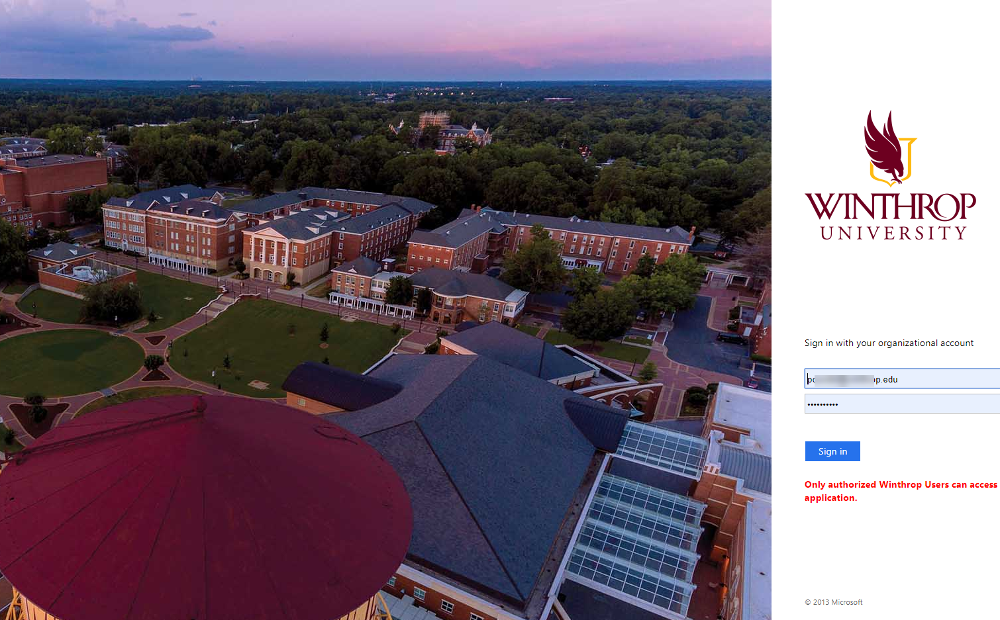 WINTHROP
UNIVERSITY
Sign in with your organizational account
p
p.edu
••••••••••
Sign in
Only authorized Winthrop Users can access
application.
© 2013 Microsoft